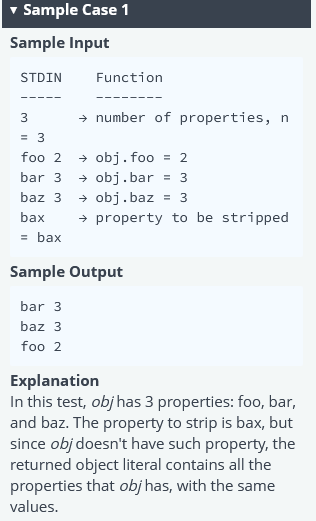 ▼ Sample Case 1
Sample Input
STDIN    Function
-----    --------
3      → number of properties, n
= 3
foo 2  → obj.foo = 2
bar 3  → obj.bar = 3
baz 3  → obj.baz = 3
bax    → property to be stripped
= bax
Sample Output
bar 3
baz 3
foo 2
Explanation
In this test, obj has 3 properties: foo, bar,
and baz. The property to strip is bax, but
since obj doesn't have such property, the
returned object literal contains all the
properties that obj has, with the same
values.